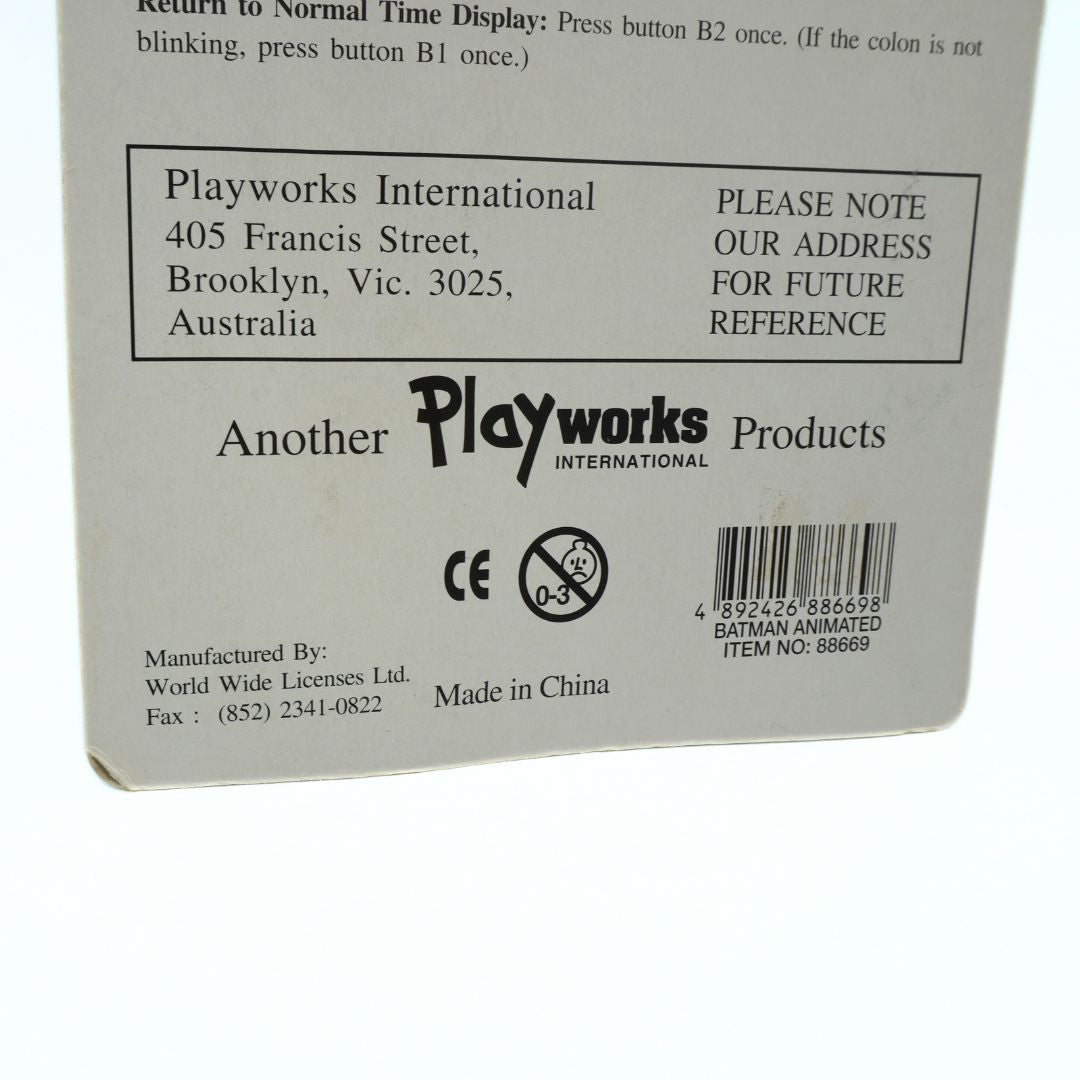 Return to Normal Time Display: Press button B2 once. (If the colon is not
blinking, press button B1 once.)
Playworks International
405 Francis Street,
Brooklyn, Vic. 3025,
Australia
PLEASE NOTE
OUR ADDRESS
FOR FUTURE
REFERENCE
Another Playworks INTERNATIONAL Products
CE
0-3
4 892426 886698
BATMAN ANIMATED
ITEM NO: 88669
Manufactured By:
World Wide Licenses Ltd.
Fax : (852) 2341-0822
Made in China